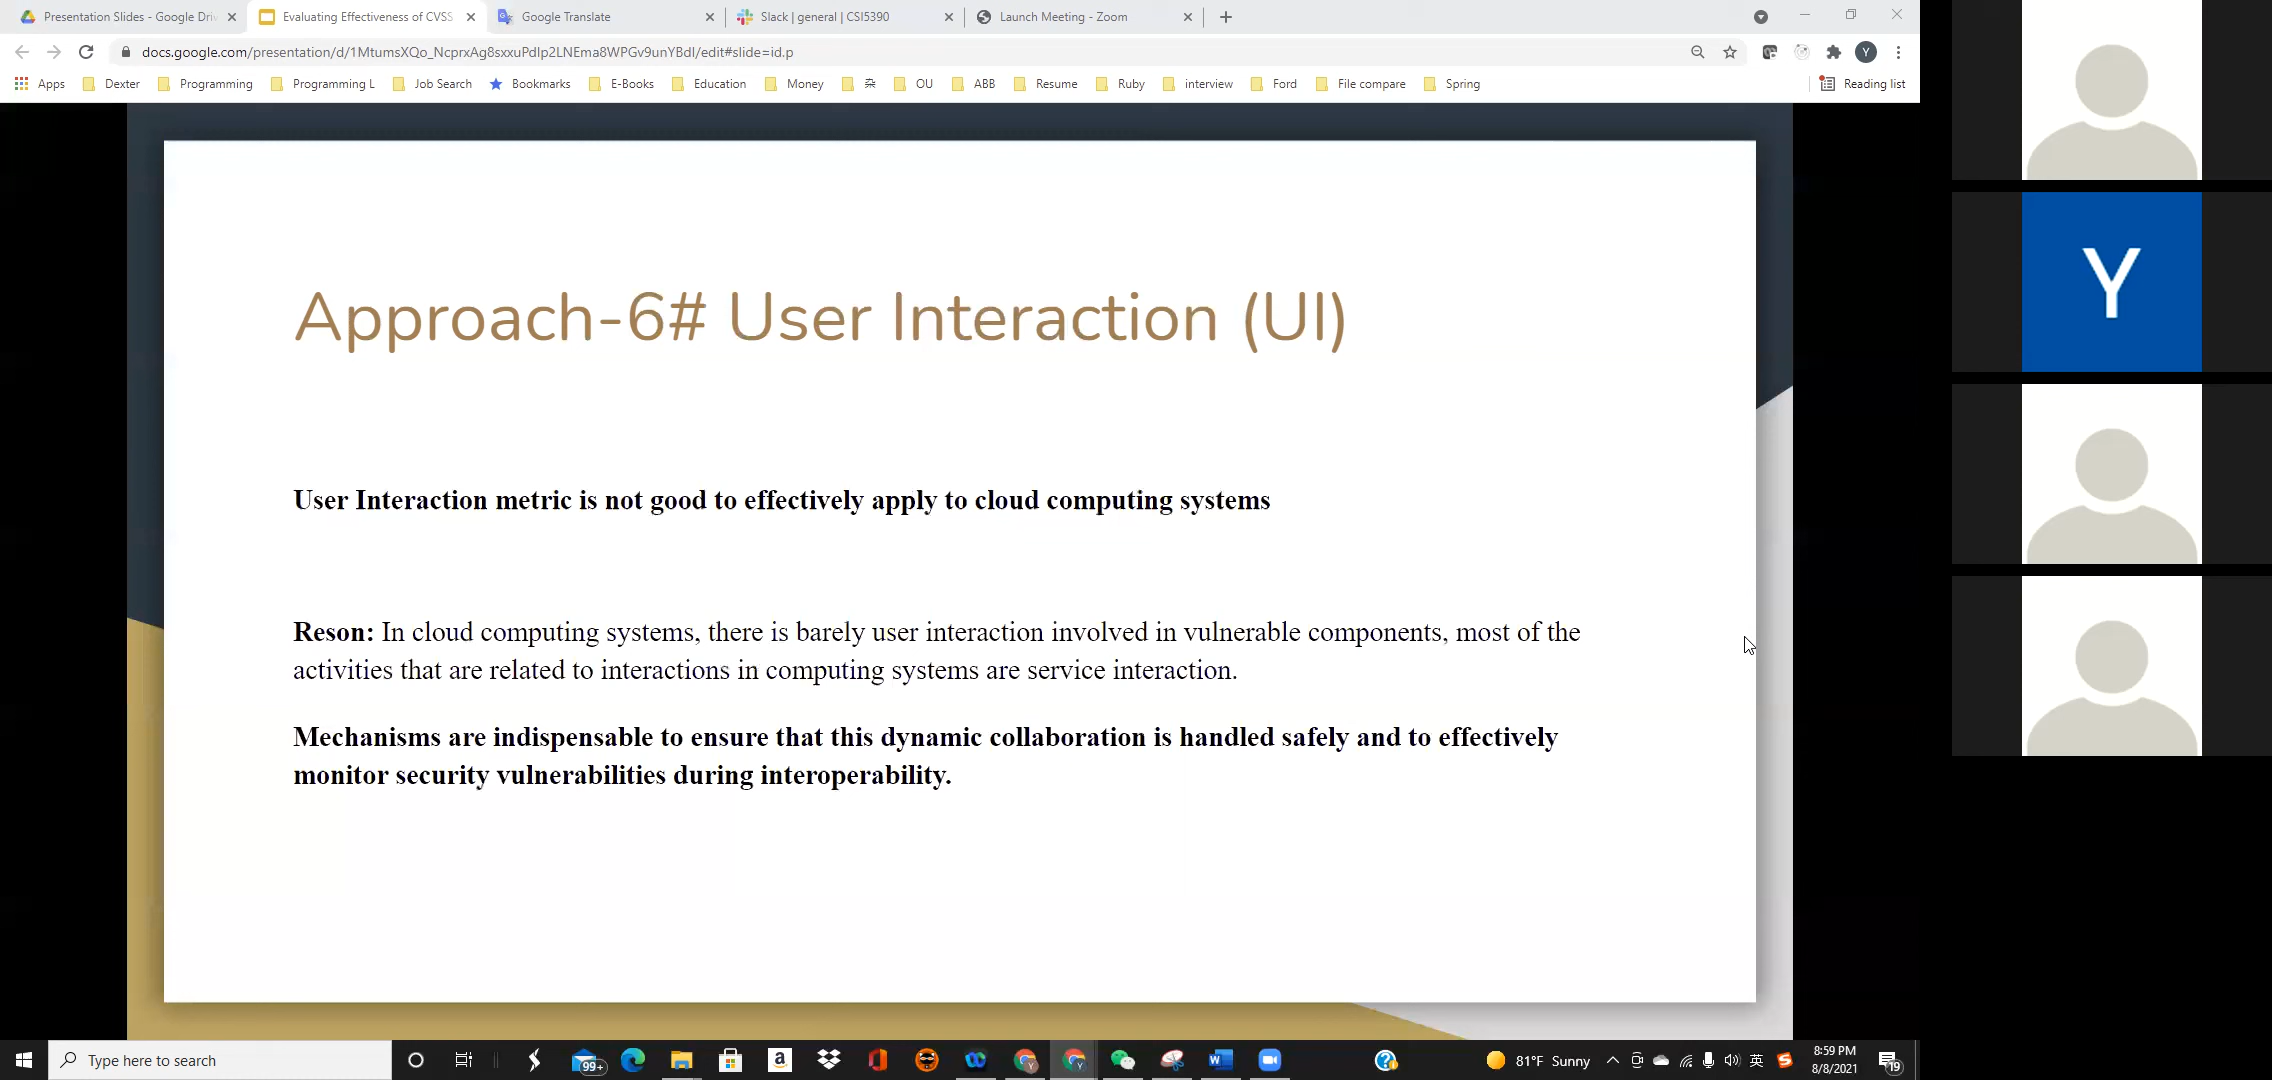 Presentation Slides - Google Driv
Evaluating Effectiveness of CVSS
Google Translate
Slack | general | CSI5390
Launch Meeting - Zoom
docs.google.com/presentation/d/1MtumsXQo_NcprxAg8sxxuPdlp2LNEma8WPGv9unYBdI/edit#slide=id.p
Y
Apps Dexter Programming Programming L Job Search Bookmarks E-Books Education Money 杂 OU ABB Resume Ruby interview Ford File compare Spring Reading list
Approach-6# User Interaction (UI)
User Interaction metric is not good to effectively apply to cloud computing systems
Reson: In cloud computing systems, there is barely user interaction involved in vulnerable components, most of the
activities that are related to interactions in computing systems are service interaction.
Mechanisms are indispensable to ensure that this dynamic collaboration is handled safely and to effectively
monitor security vulnerabilities during interoperability.
Y
Type here to search
99+
81°F Sunny
英
8:59 PM
8/8/2021
19